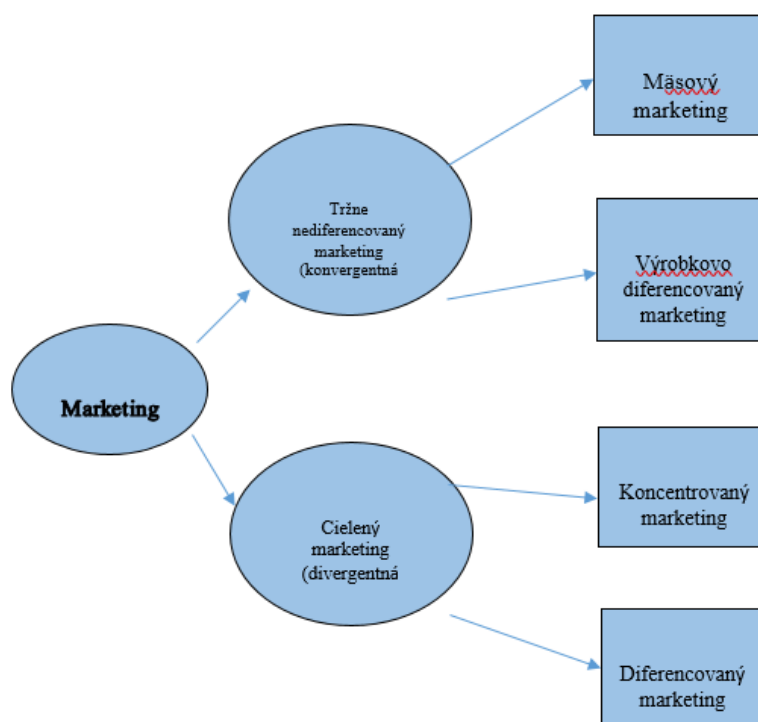 Mäsový
marketing
Tržne
nediferencovaný
marketing
(konvergentná
Výrobkovo
diferencovaný
marketing
Marketing
Koncentrovaný
marketing
Cielený
marketing
(divergentná
Diferencovaný
marketing